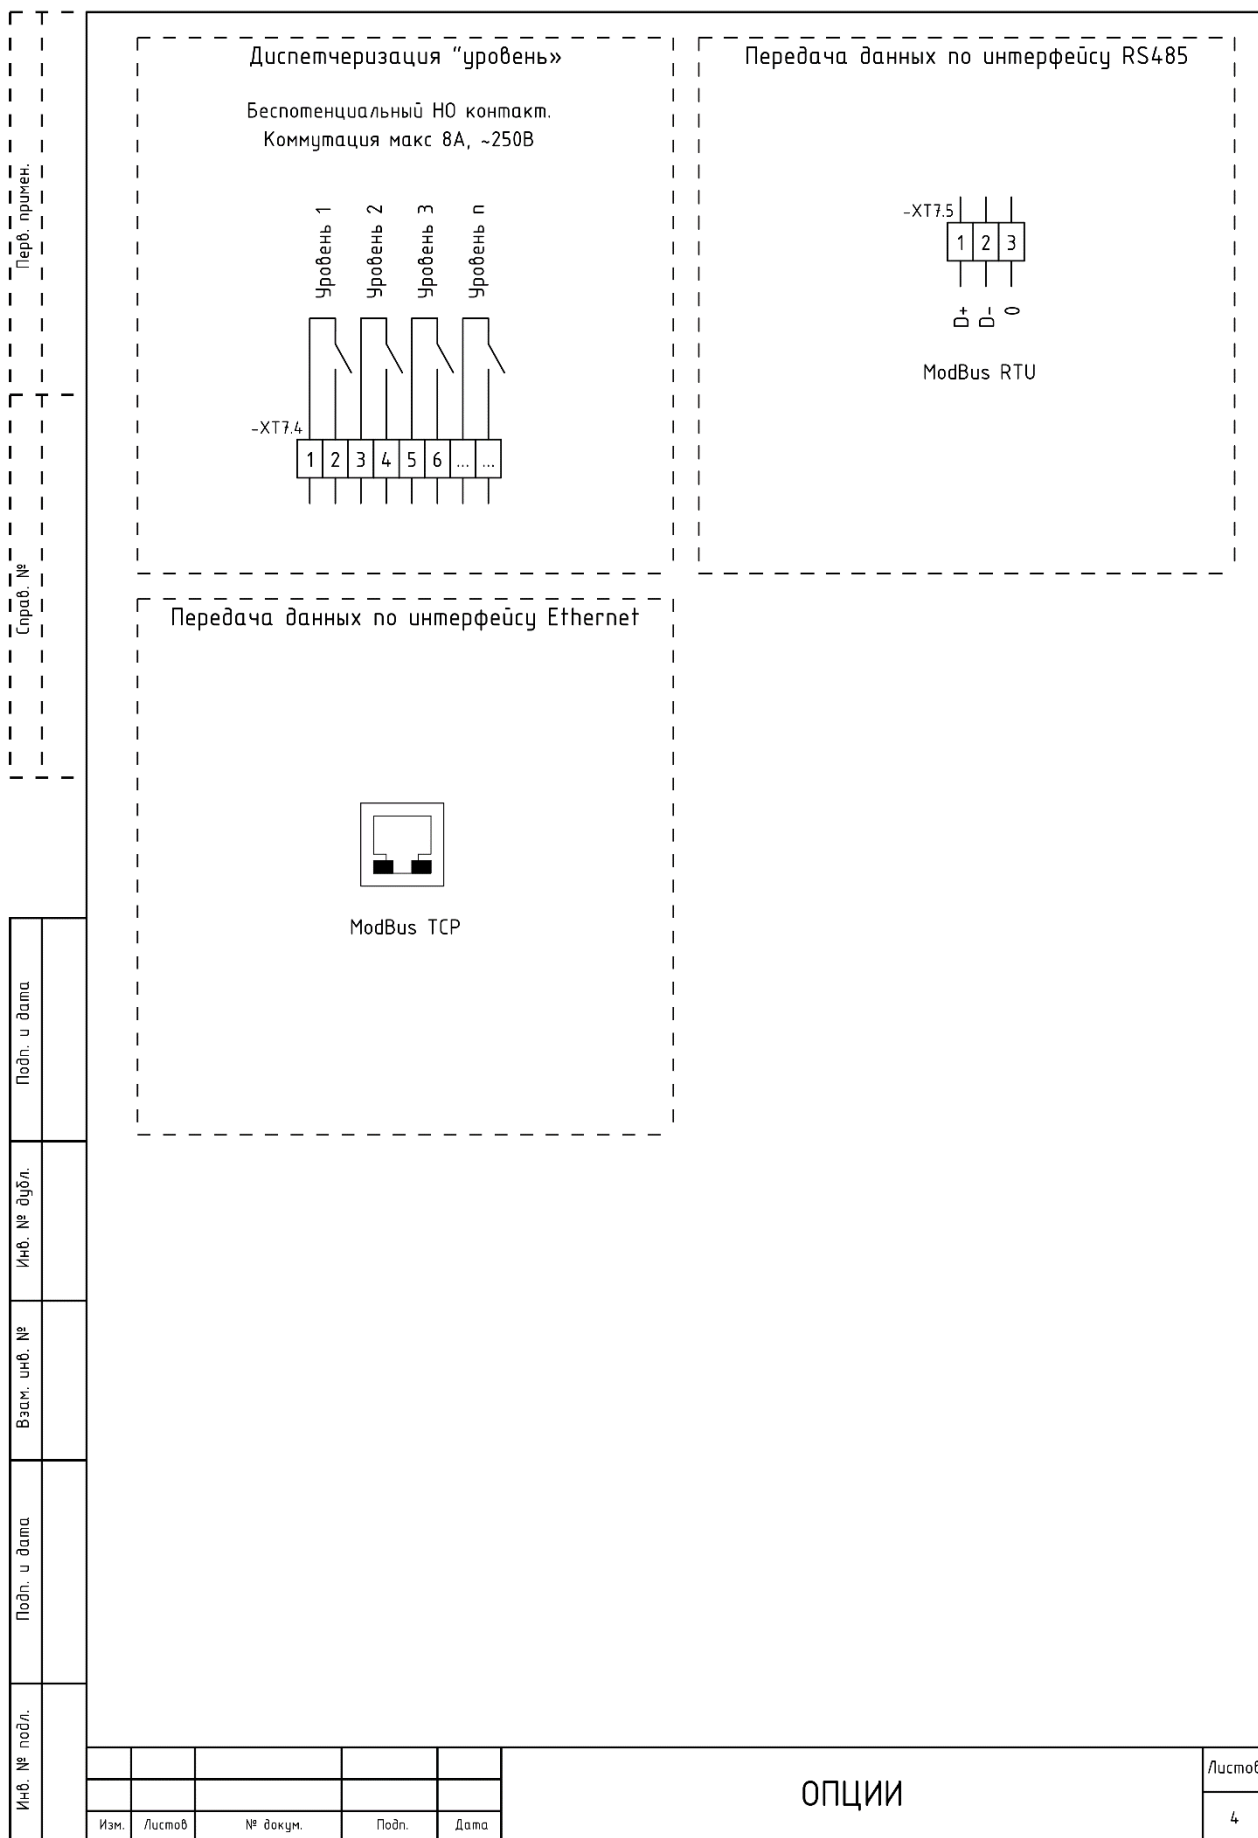 Диспетчеризация "уровень»
Беспотенциальный НО контакт.
Коммутация макс 8А, ~250В
Уровень 1
Уровень 2
Уровень 3
Уровень n
-XT7.4
1 2 3 4 5 6 ... ...
Передача данных по интерфейсу RS485
-XT7.5
1 2 3
D+
D-
0
ModBus RTU
Передача данных по интерфейсу Ethernet
ModBus TCP
Перв. примен.
Справ. №
Подп. и дата
Инв. № дубл.
Взам. инв. №
Подп. и дата
Инв. № подл.
Изм. Листов № докум. Подп. Дата
ОПЦИИ
Листов
4